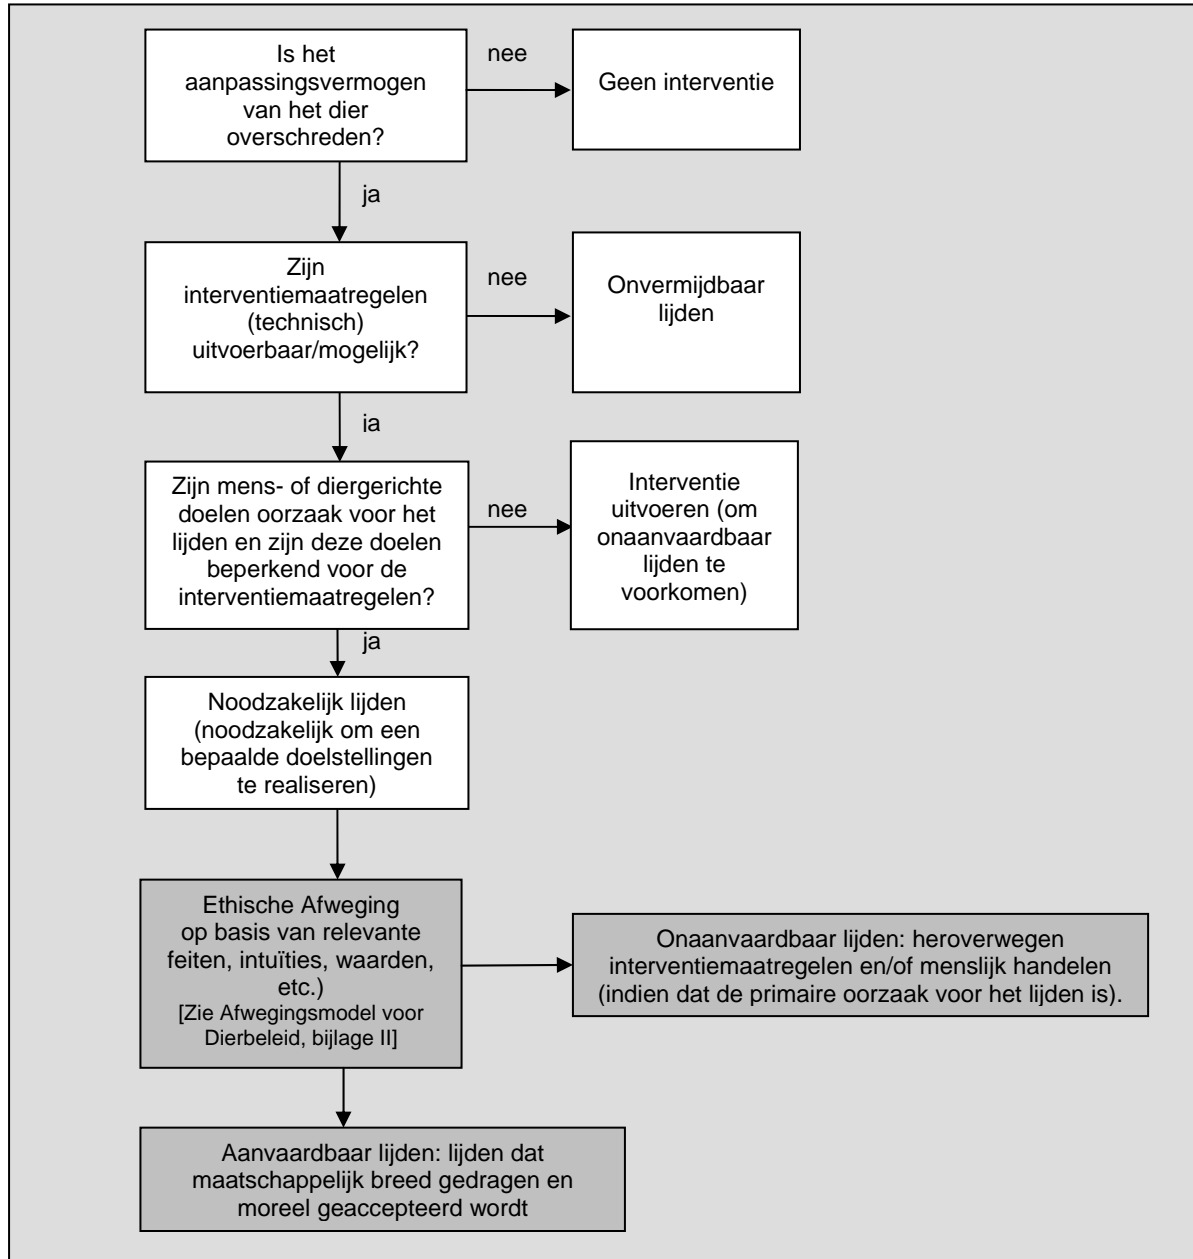 Is het
aanpassingsvermogen
van het dier
overschreden?
nee
Geen interventie
ja
Zijn
interventiemaatregelen
(technisch)
uitvoerbaar/mogelijk?
nee
Onvermijdbaar
lijden
ia
Zijn mens- of diergerichte
doelen oorzaak voor het
lijden en zijn deze doelen
beperkend voor de
interventiemaatregelen?
nee
Interventie
uitvoeren (om
onaanvaardbaar
lijden te
voorkomen)
ja
Noodzakelijk lijden
(noodzakelijk om een
bepaalde doelstellingen
te realiseren)
Ethische Afweging
op basis van relevante
feiten, intuïties, waarden,
etc.)
[Zie Afwegingsmodel voor
Dierbeleid, bijlage II]
Onaanvaardbaar lijden: heroverwegen
interventiemaatregelen en/of menslijk handelen
(indien dat de primaire oorzaak voor het lijden is).
Aanvaardbaar lijden: lijden dat
maatschappelijk breed gedragen en
moreel geaccepteerd wordt